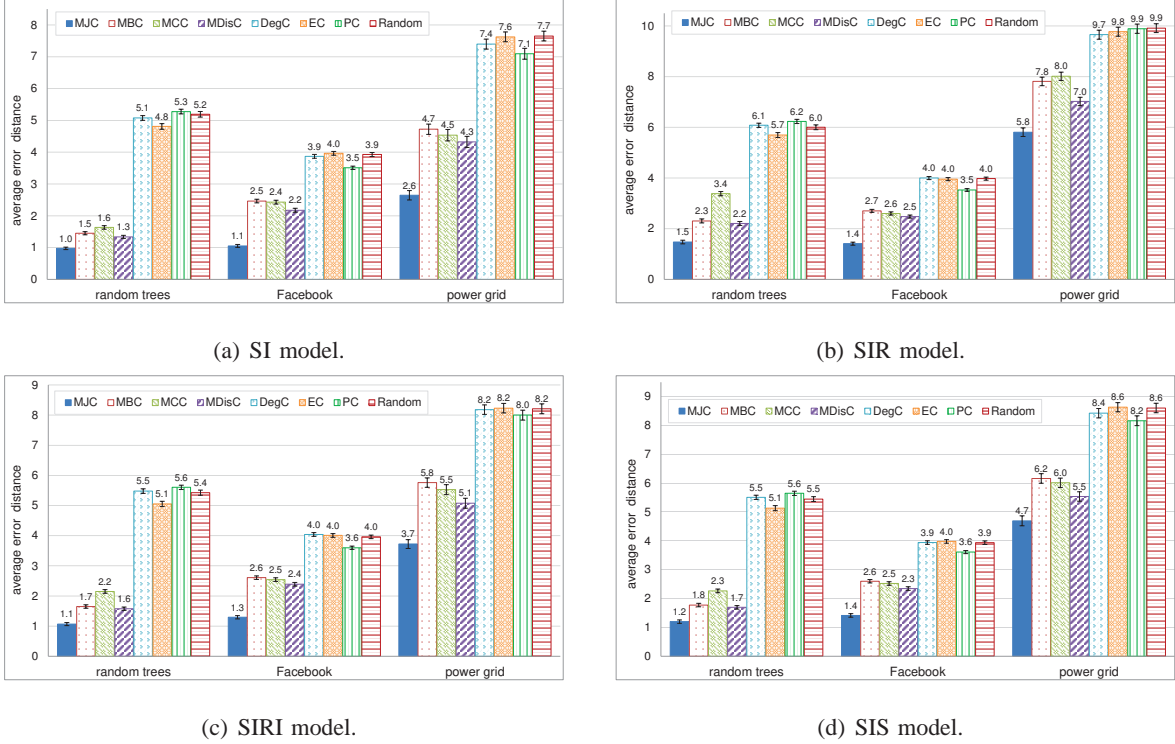 MJC MBC MCC MDisC DegC EC PC Random
average error distance
8
7
6
5
4
3
2
1
0
1.0 1.5 1.6 1.3 5.1 4.8 5.3 5.2
1.1 2.5 2.4 2.2 3.9 4.0 3.5 3.9
2.6 4.7 4.5 4.3 7.4 7.6 7.1 7.7
random trees Facebook power grid
(a) SI model.
MJC MBC MCC MDisC DegC EC PC Random
average error distance
10
8
6
4
2
0
1.5 2.3 3.4 2.2 6.1 5.7 6.2 6.0
1.4 2.7 2.6 2.5 4.0 4.0 3.5 4.0
5.8 7.8 8.0 7.0 9.7 9.8 9.9 9.9
random trees Facebook power grid
(b) SIR model.
MJC MBC MCC MDisC DegC EC PC Random
average error distance
9
8
7
6
5
4
3
2
1
0
1.1 1.7 2.2 1.6 5.5 5.1 5.6 5.4
1.3 2.6 2.5 2.4 4.0 4.0 3.6 4.0
3.7 5.8 5.5 5.1 8.2 8.2 8.0 8.2
random trees Facebook power grid
(c) SIRI model.
MJC MBC MCC MDisC DegC EC PC Random
average error distance
9
8
7
6
5
4
3
2
1
0
1.2 1.8 2.3 1.7 5.5 5.1 5.6 5.5
1.4 2.6 2.5 2.3 3.9 4.0 3.6 3.9
4.7 6.2 6.0 5.5 8.4 8.6 8.2 8.6
random trees Facebook power grid
(d) SIS model.